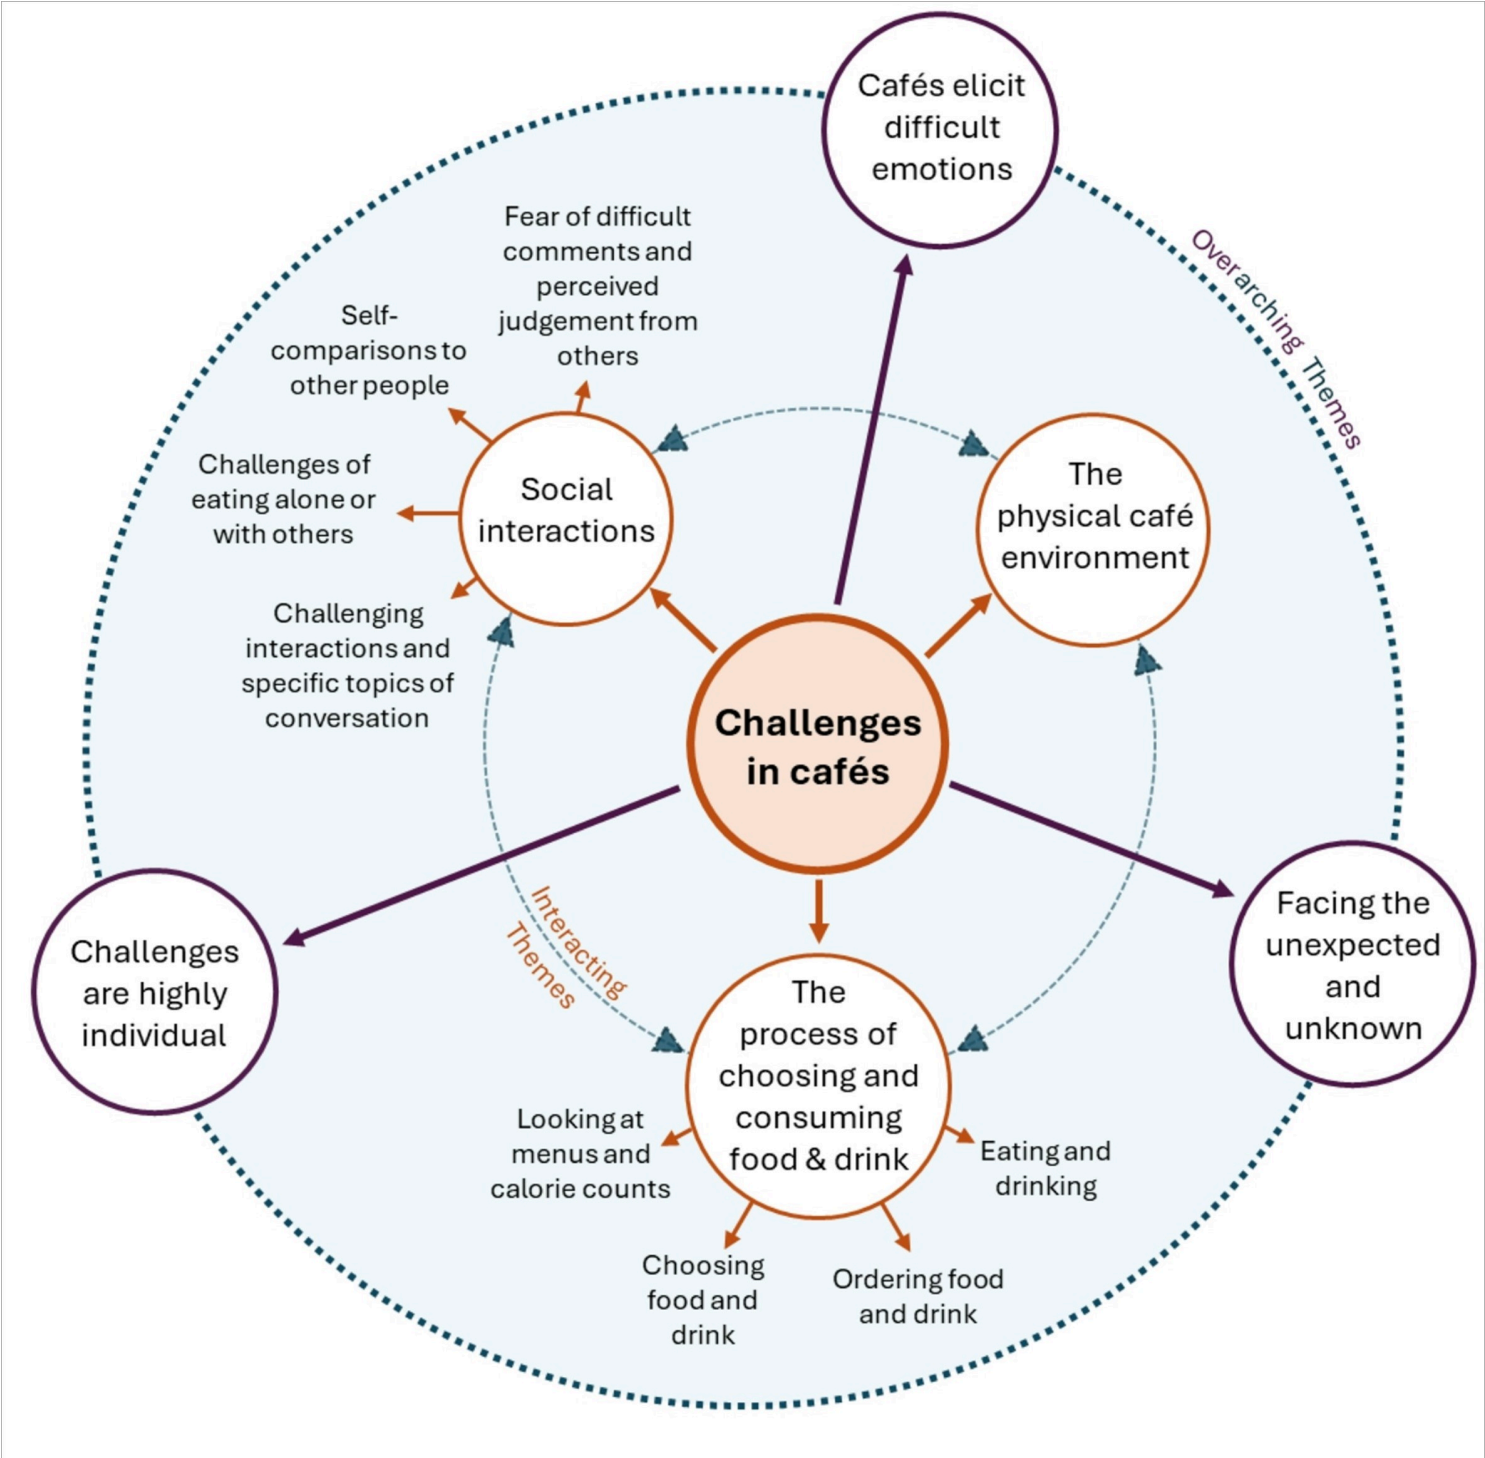 Cafés elicit
difficult
emotions
Overarching Themes
Fear of difficult
comments and
perceived
judgement from
others
Self-
comparisons to
other people
Challenges of
eating alone or
with others
Challenging
interactions and
specific topics of
conversation
Social
interactions
The
physical café
environment
Challenges
in cafés
Challenges
are highly
individual
Interacting
Themes
Facing the
unexpected
and
unknown
The
process of
choosing and
consuming
food & drink
Looking at
menus and
calorie counts
Choosing
food and
drink
Ordering food
and drink
Eating and
drinking